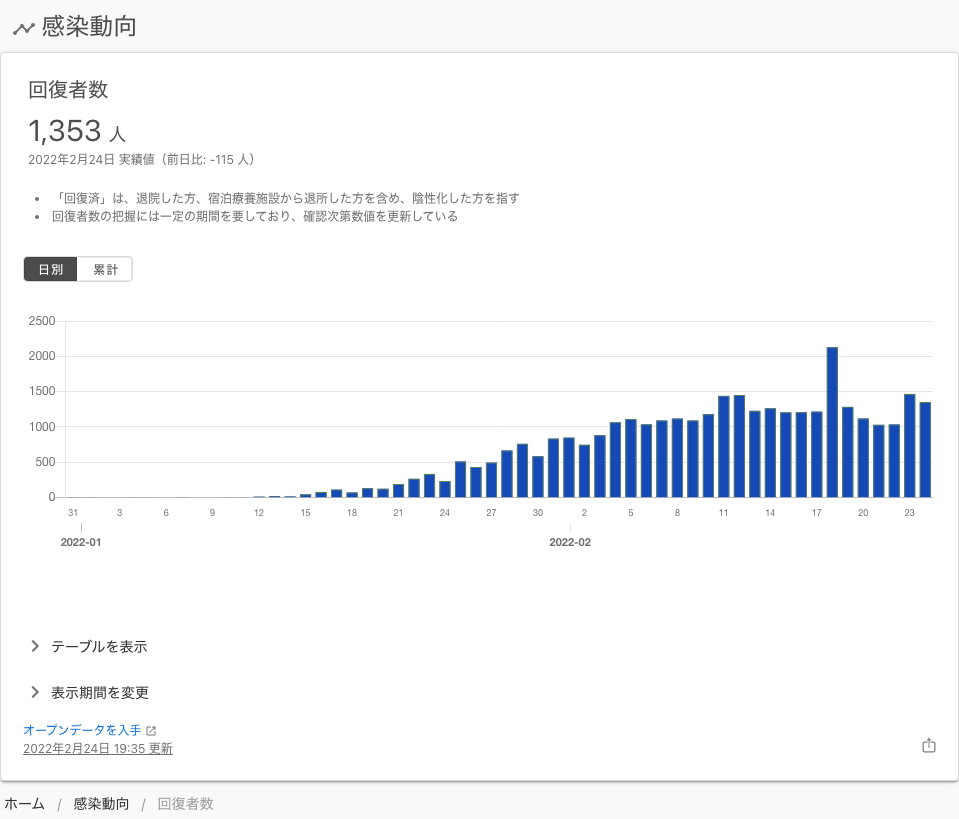 感染動向
回復者数
1,353 人
2022年2月24日 実績値（前日比: -115 人）
• 「回復済」は、退院した方、宿泊療養施設から退所した方を含め、陰性化した方を指す
• 回復者数の把握には一定の期間を要しており、確認次第数値を更新している
日別 累計
2500
2000
1500
1000
500
0
31 3 6 9 12 15 18 21 24 27 30 2 5 8 11 14 17 20 23
2022-01 2022-02
テーブルを表示
表示期間を変更
オープンデータを入手
2022年2月24日 19:35 更新
ホーム / 感染動向 / 回復者数